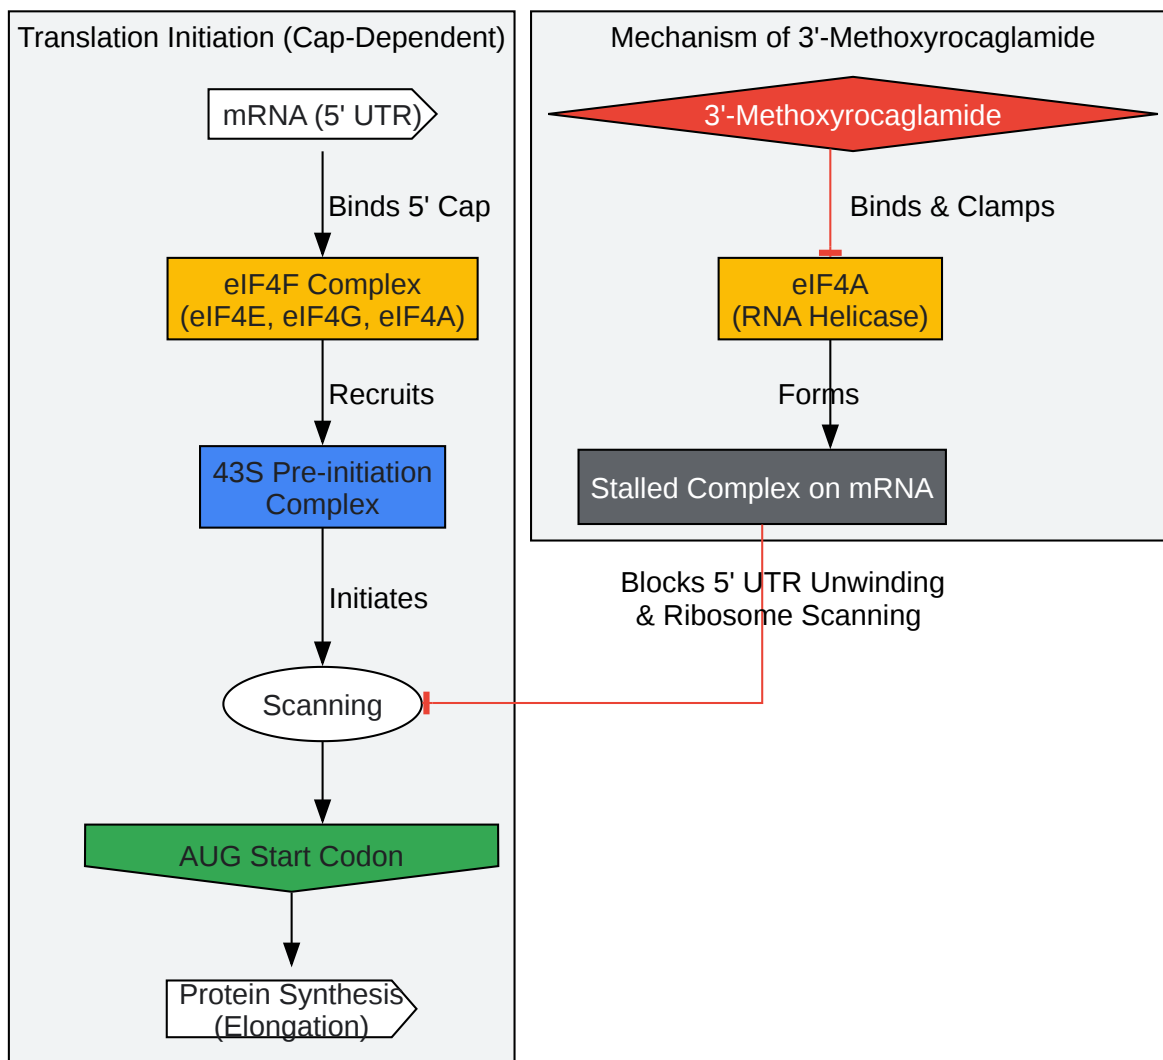 Translation Initiation (Cap-Dependent)
mRNA (5' UTR)
Binds 5' Cap
eIF4F Complex
(eIF4E, eIF4G, eIF4A)
Recruits
43S Pre-initiation
Complex
Initiates
Scanning
AUG Start Codon
Protein Synthesis
(Elongation)
Mechanism of 3'-Methoxyrocaglamide
3'-Methoxyrocaglamide
Binds & Clamps
eIF4A
(RNA Helicase)
Forms
Stalled Complex on mRNA
Blocks 5' UTR Unwinding
& Ribosome Scanning